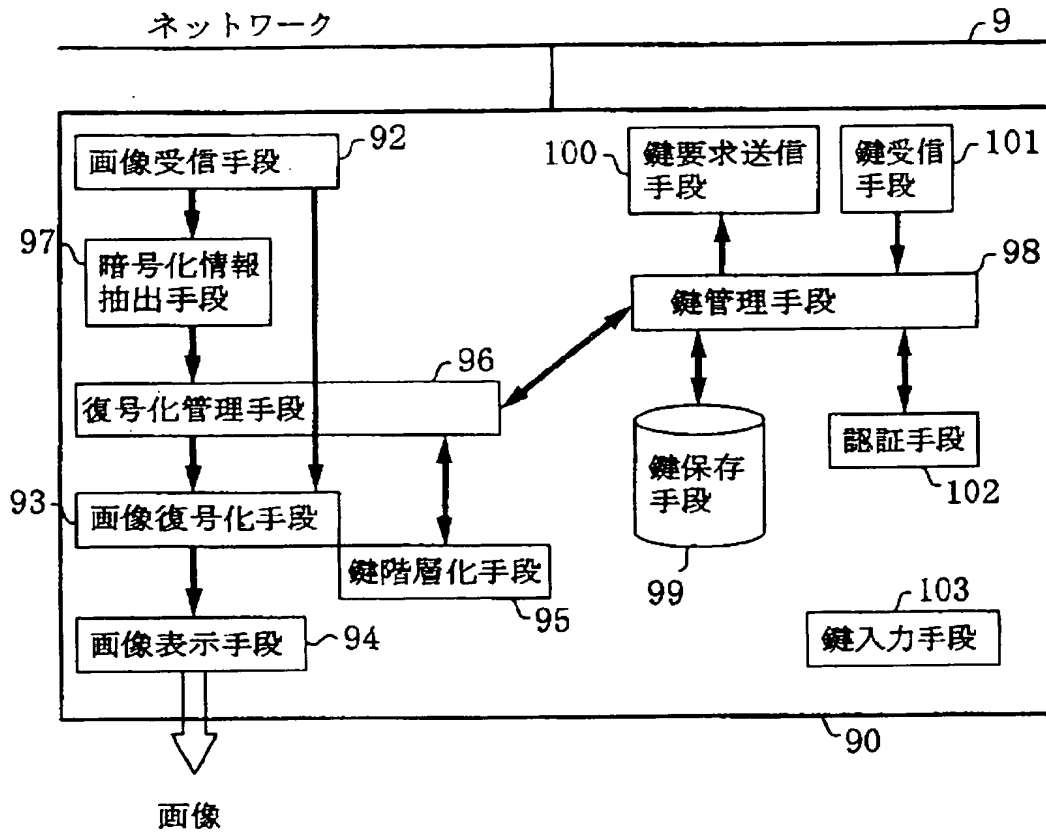 ネットワーク
9
画像受信手段
92
100
鍵要求送信
手段
鍵受信
手段
101
97
暗号化情報
抽出手段
98
鍵管理手段
96
復号化管理手段
93
画像復号化手段
鍵保存
手段
99
認証手段
102
鍵階層化手段
95
画像表示手段
94
103
鍵入力手段
90
画像